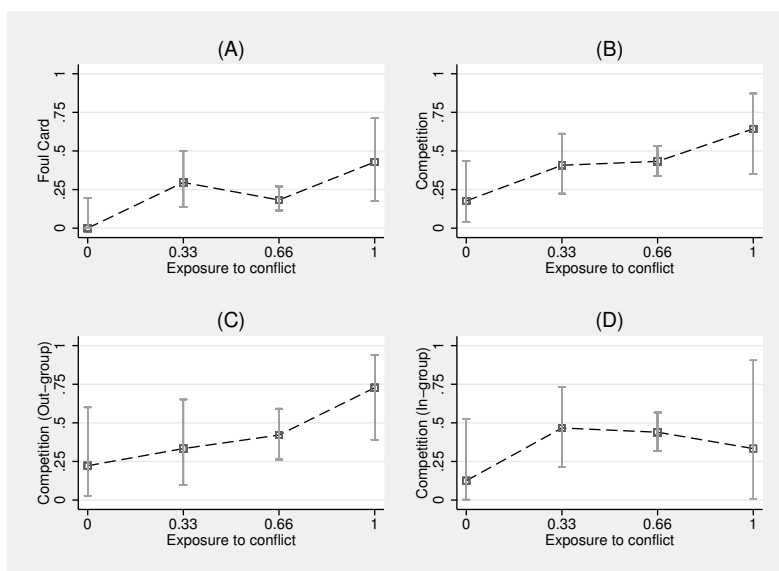 (A)
Foul Card
1
.75
.5
.25
0
0 0.33 0.66 1
Exposure to conflict
(B)
Competition
1
.75
.5
.25
0
0 0.33 0.66 1
Exposure to conflict
(C)
Competition (Out-group)
1
.75
.5
.25
0
0 0.33 0.66 1
Exposure to conflict
(D)
Competition (In-group)
1
.75
.5
.25
0
0 0.33 0.66 1
Exposure to conflict